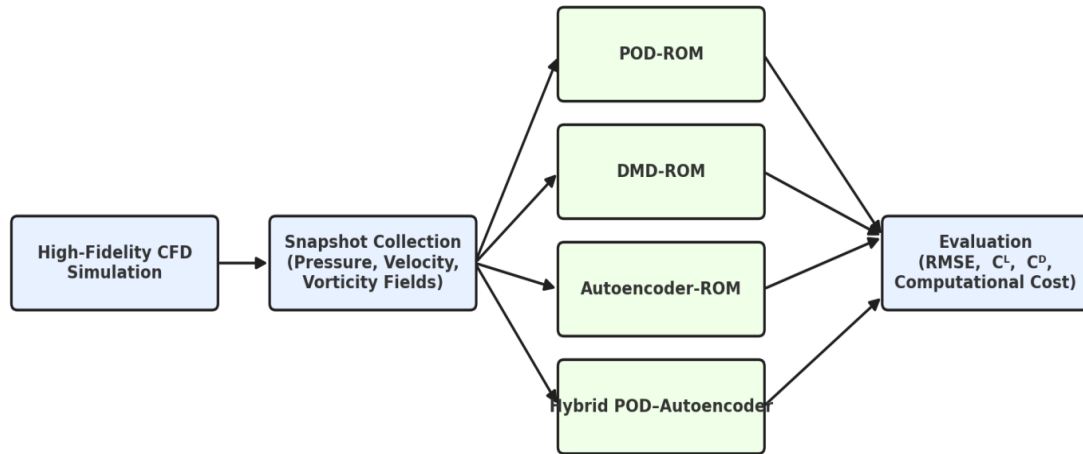 High-Fidelity CFD
Simulation
Snapshot Collection
(Pressure, Velocity,
Vorticity Fields)
POD-ROM
DMD-ROM
Autoencoder-ROM
Hybrid POD–Autoencoder
Evaluation
(RMSE, Cᴸ, Cᴰ,
Computational Cost)